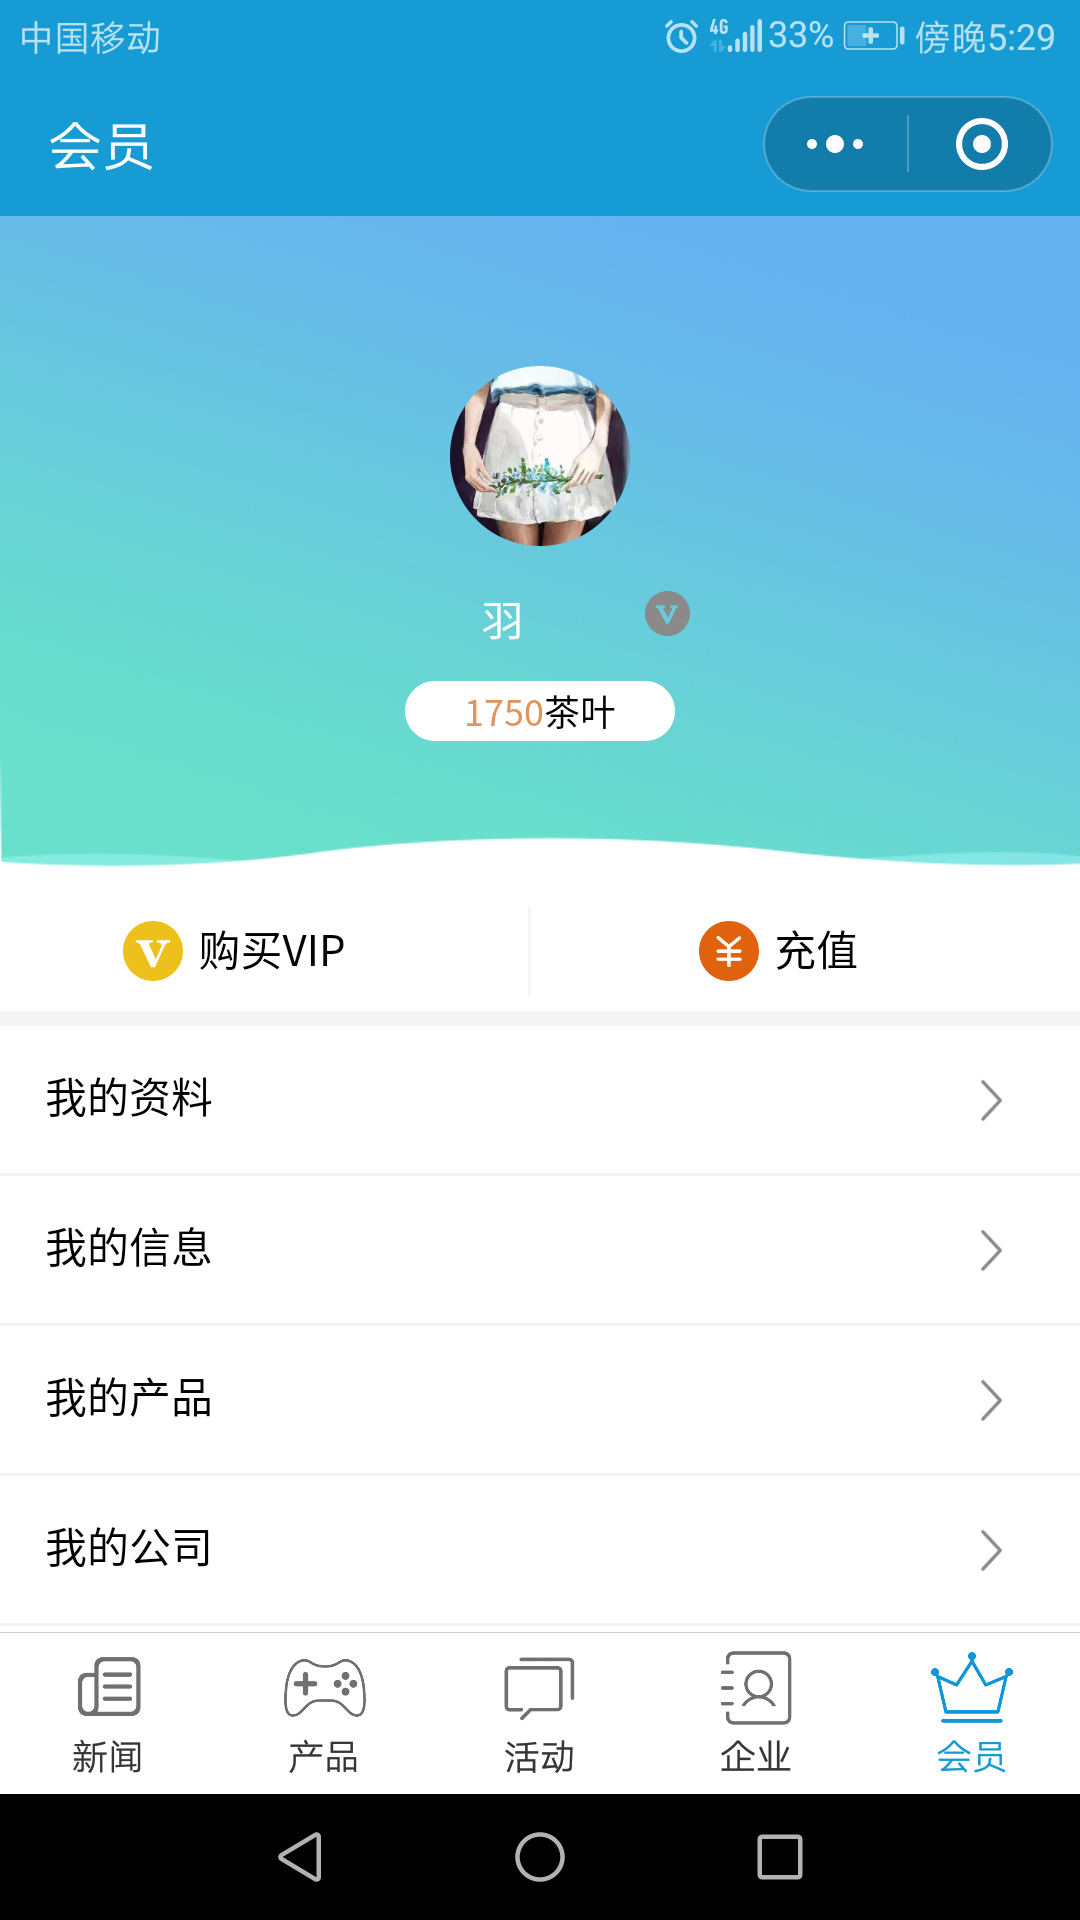 中国移动 4G 33% 傍晚5:29
会员
羽 V
1750茶叶
V 购买VIP ¥ 充值
我的资料
我的信息
我的产品
我的公司
新闻 产品 活动 企业 会员